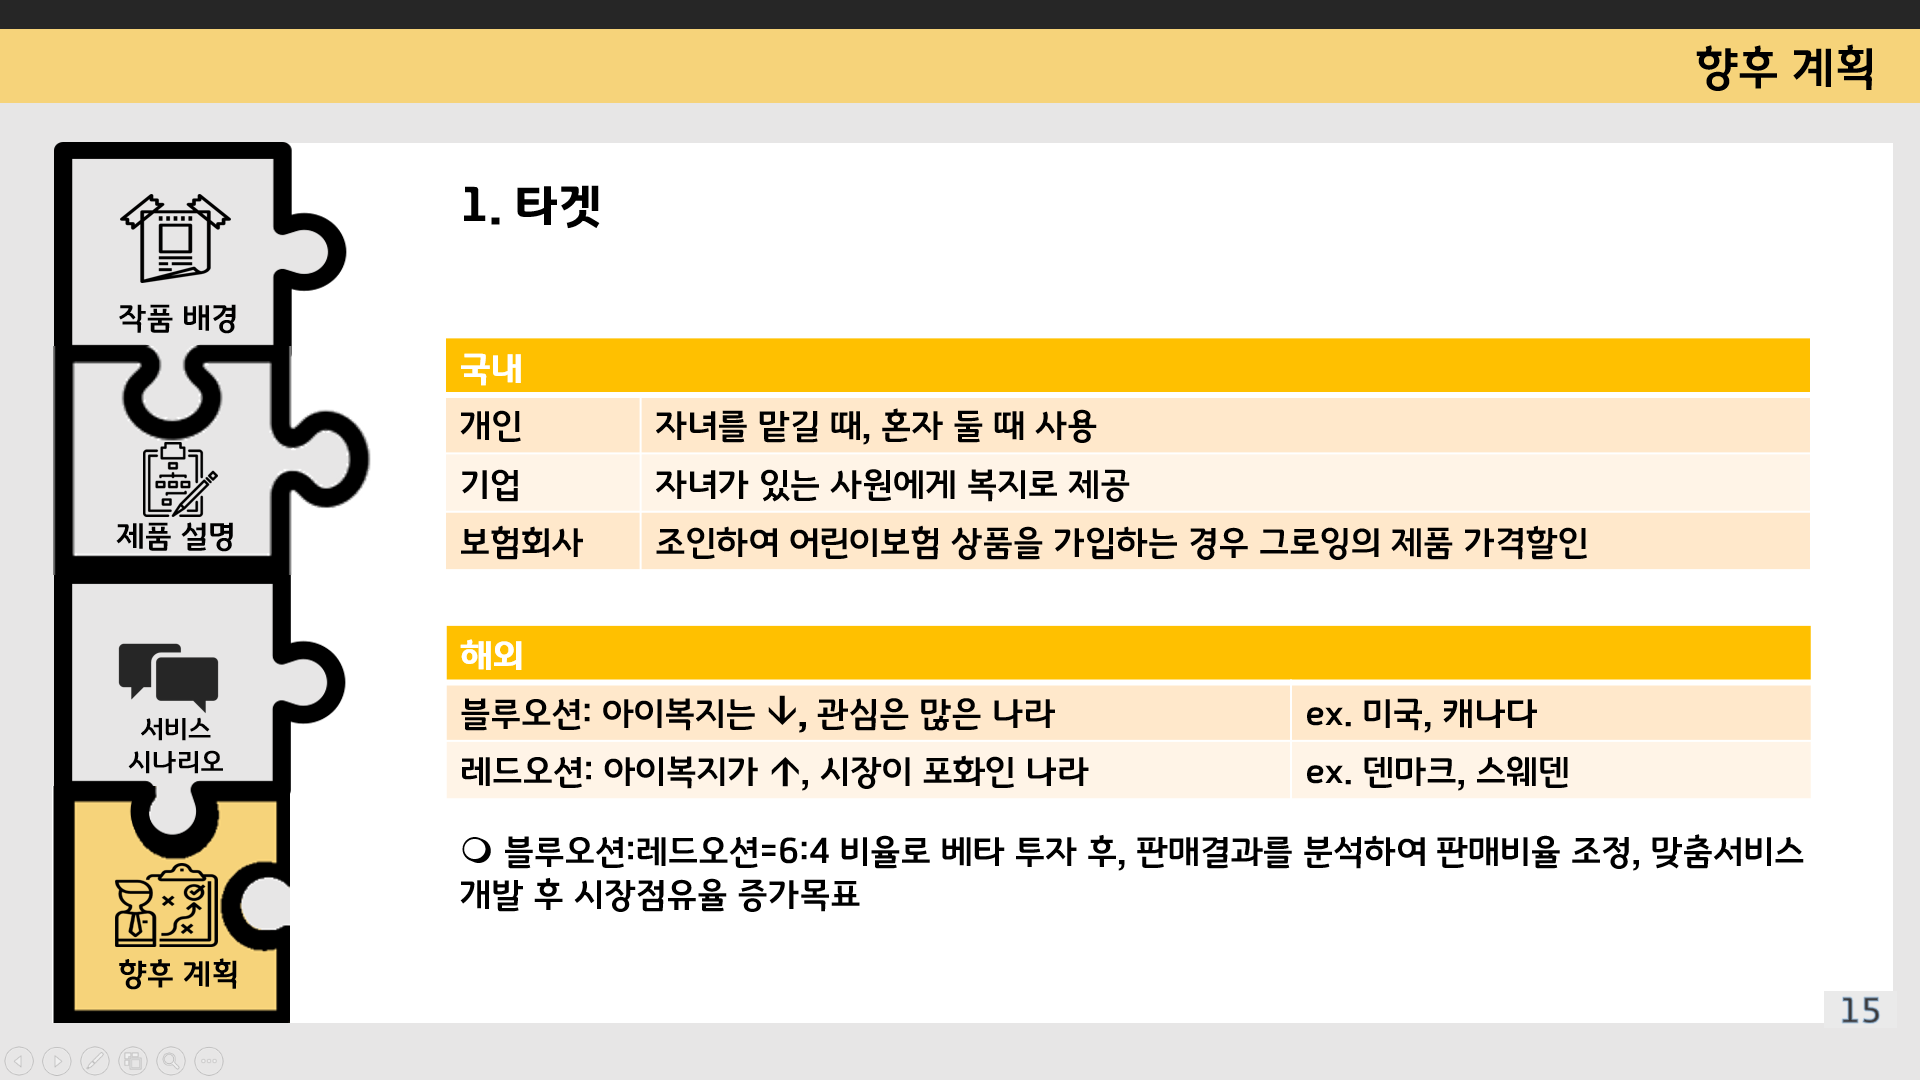 향후 계획
작품 배경
제품 설명
서비스
시나리오
향후 계획
1. 타겟
국내
개인 자녀를 맡길 때, 혼자 둘 때 사용
기업 자녀가 있는 사원에게 복지로 제공
보험회사 조인하여 어린이보험 상품을 가입하는 경우 그로잉의 제품 가격할인
해외
블루오션: 아이복지는 ↓, 관심은 많은 나라 ex. 미국, 캐나다
레드오션: 아이복지가 ↑, 시장이 포화인 나라 ex. 덴마크, 스웨덴
❍ 블루오션:레드오션=6:4 비율로 베타 투자 후, 판매결과를 분석하여 판매비율 조정, 맞춤서비스
개발 후 시장점유율 증가목표
15